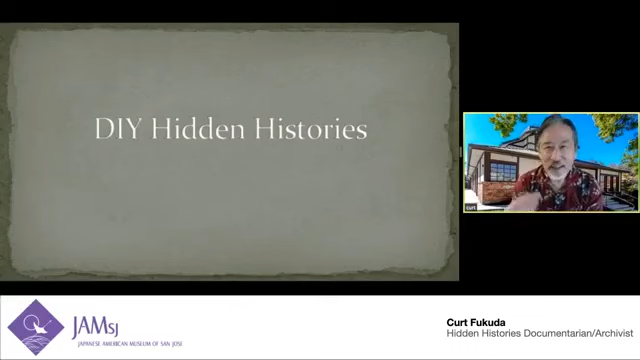 DIY Hidden Histories
Curt
JAMsj
JAPANESE AMERICAN MUSEUM OF SAN JOSE
Curt Fukuda
Hidden Histories Documentarian/Archivist